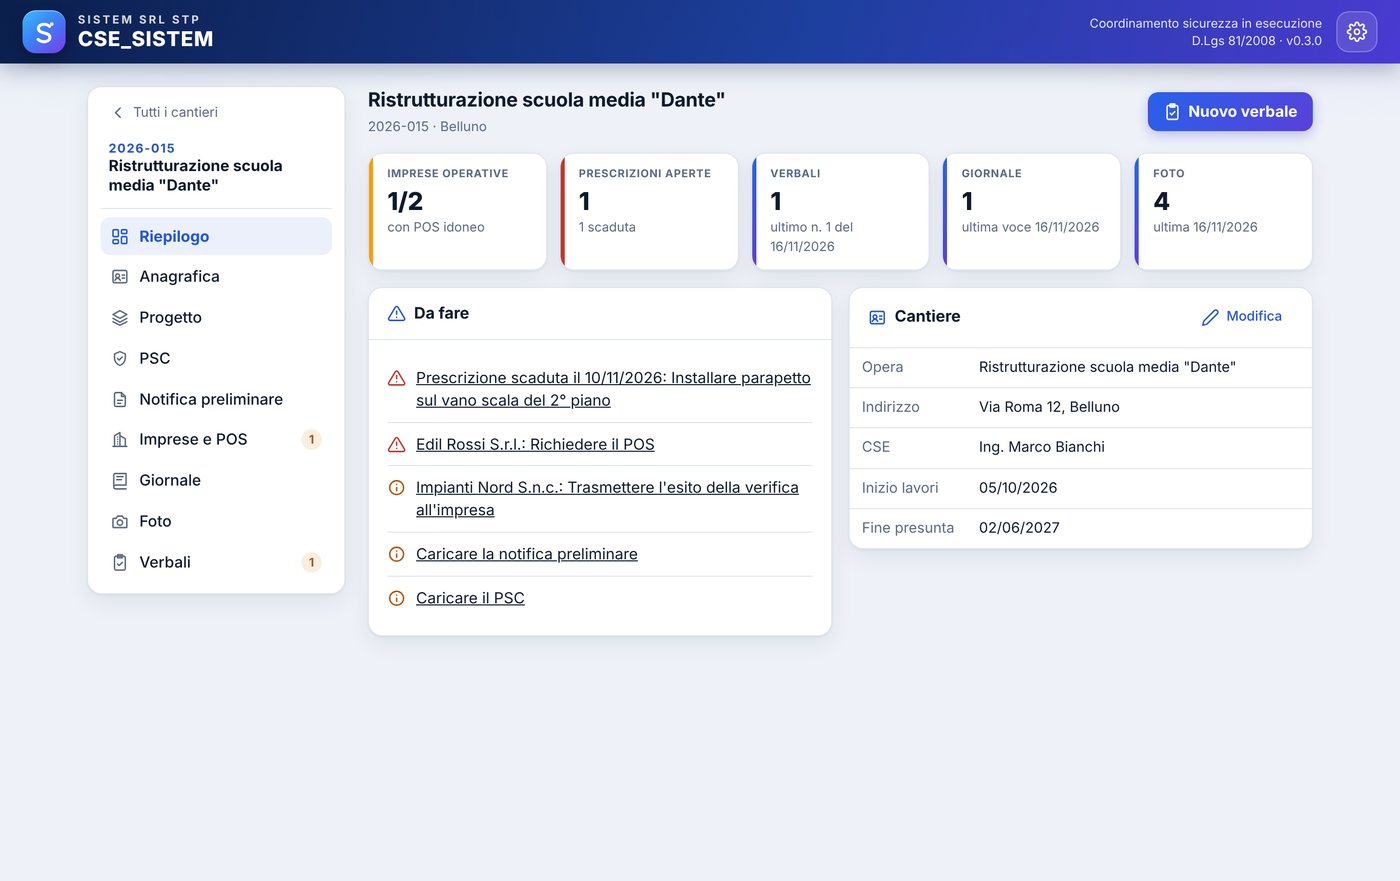 SISTEM SRL STP
CSE_SISTEM
Coordinamento sicurezza in esecuzione
D.Lgs 81/2008 · v0.3.0
Tutti i cantieri
2026-015
Ristrutturazione scuola
media "Dante"
Riepilogo
Anagrafica
Progetto
PSC
Notifica preliminare
Imprese e POS 1
Giornale
Foto
Verbali 1
Ristrutturazione scuola media "Dante"
2026-015 · Belluno
Nuovo verbale
IMPRESE OPERATIVE
1/2
con POS idoneo
PRESCRIZIONI APERTE
1
1 scaduta
VERBALI
1
ultimo n. 1 del
16/11/2026
GIORNALE
1
ultima voce 16/11/2026
FOTO
4
ultima 16/11/2026
Da fare
Prescrizione scaduta il 10/11/2026: Installare parapetto
sul vano scala del 2° piano
Edil Rossi S.r.l.: Richiedere il POS
Impianti Nord S.n.c.: Trasmettere l'esito della verifica
all'impresa
Caricare la notifica preliminare
Caricare il PSC
Cantiere
Modifica
Opera Ristrutturazione scuola media "Dante"
Indirizzo Via Roma 12, Belluno
CSE Ing. Marco Bianchi
Inizio lavori 05/10/2026
Fine presunta 02/06/2027